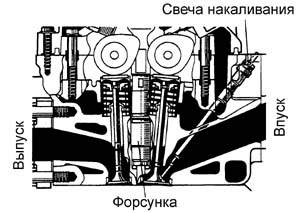 Свеча накаливания
Выпуск
Впуск
Форсунка